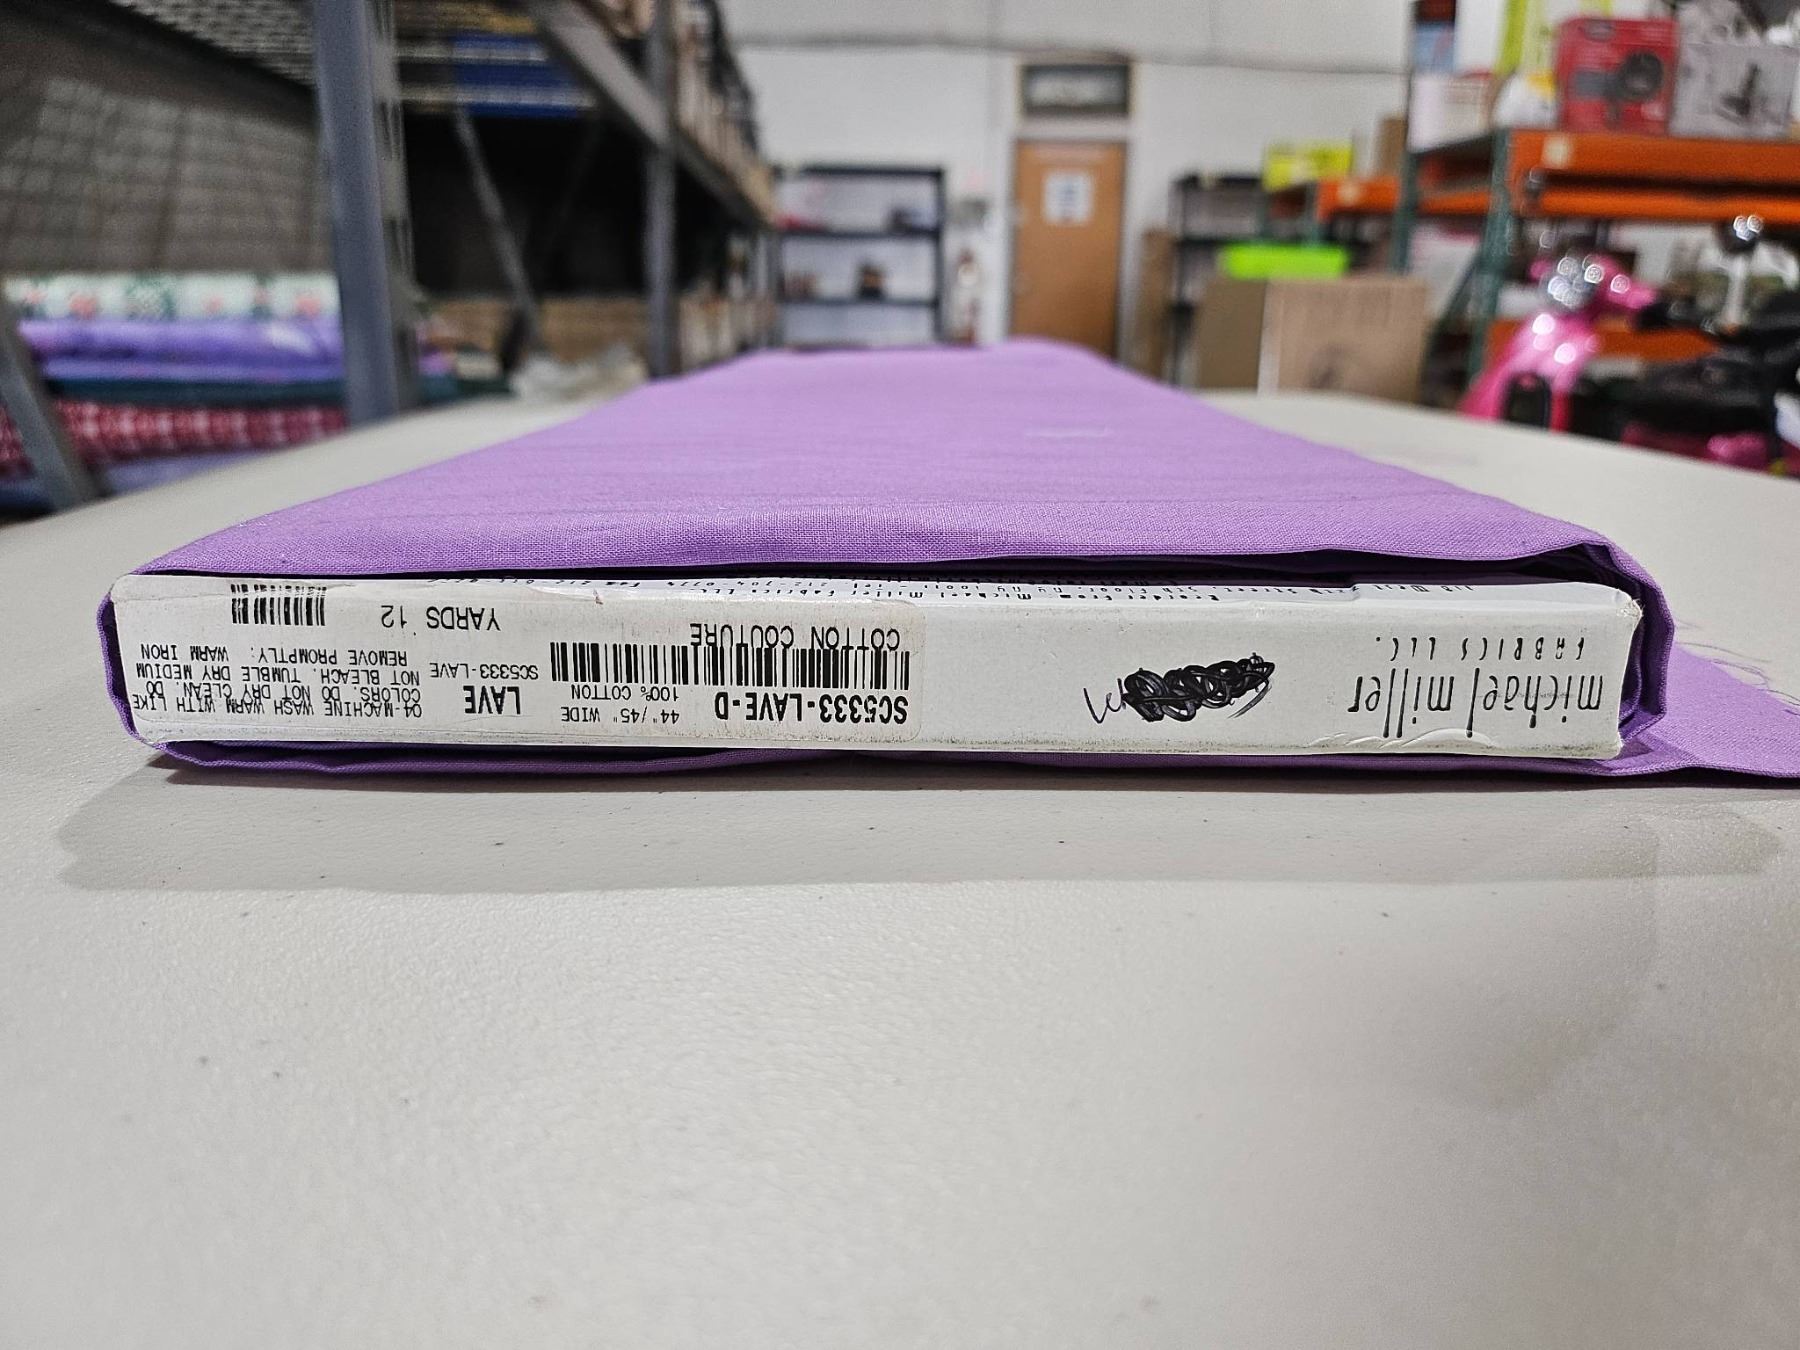 michael miller
FABRICS LLC.
SC5333-LAVE-D
44"/45" WIDE
100% COTTON
COTTON COUTURE
LAVE
SC5333-LAVE
YARDS 12
04-MACHINE WASH WARM WITH LIKE
COLORS. DO NOT DRY CLEAN. DO
NOT BLEACH. TUMBLE DRY MEDIUM
REMOVE PROMPTLY. WARM IRON